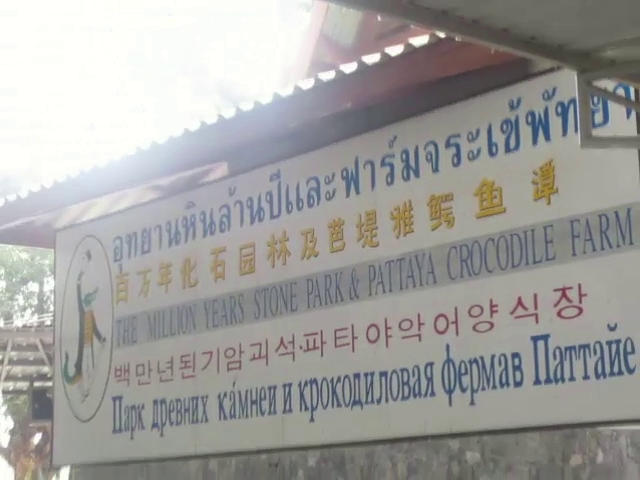 อุทยานหินล้านปีและฟาร์มจระเข้พัทยา
百万年化石园林及芭堤雅鳄鱼潭
THE MILLION YEARS STONE PARK & PATTAYA CROCODILE FARM
백만년된기암괴석·파타야악어양식장
Парк древних ка́мнеи и крокодиловая фермав Паттайе